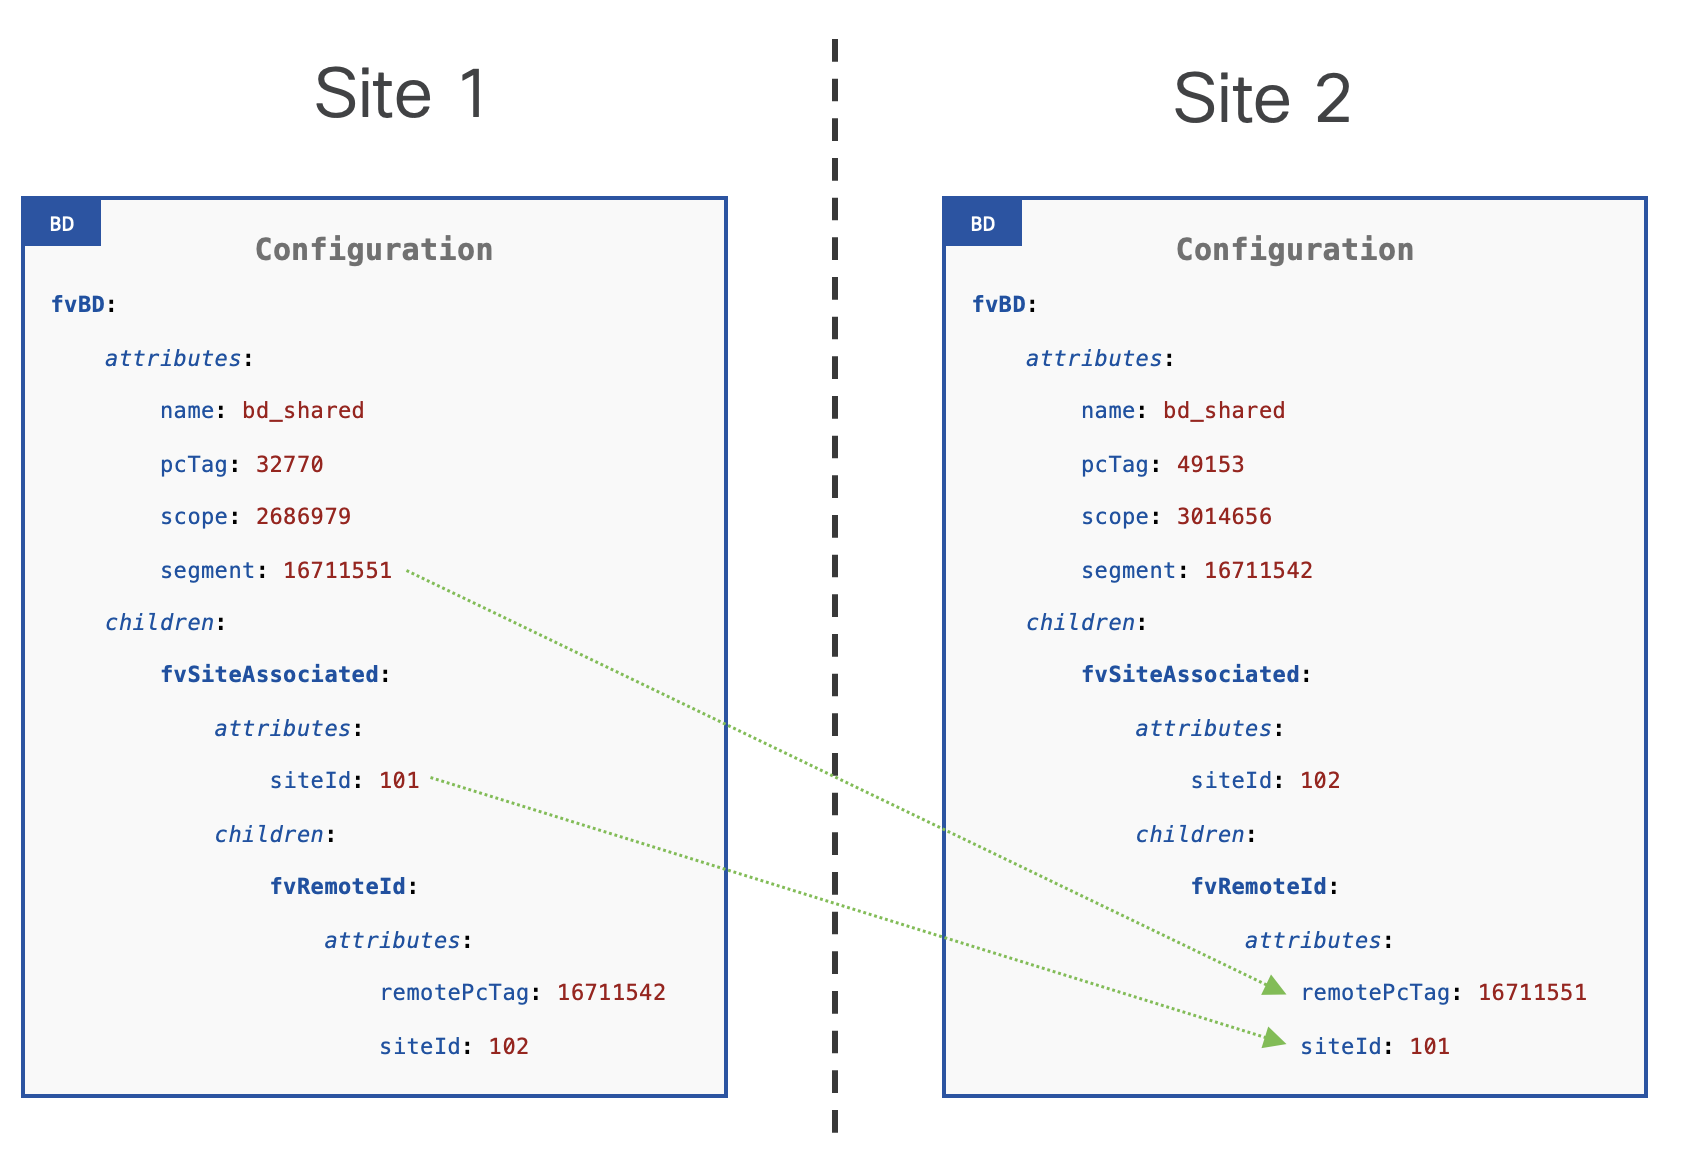 Site 1
BD
Configuration
fvBD:
attributes:
name: bd_shared
pcTag: 32770
scope: 2686979
segment: 16711551
children:
fvSiteAssociated:
attributes:
siteId: 101
children:
fvRemoteId:
attributes:
remotePcTag: 16711542
siteId: 102
Site 2
BD
Configuration
fvBD:
attributes:
name: bd_shared
pcTag: 49153
scope: 3014656
segment: 16711542
children:
fvSiteAssociated:
attributes:
siteId: 102
children:
fvRemoteId:
attributes:
remotePcTag: 16711551
siteId: 101